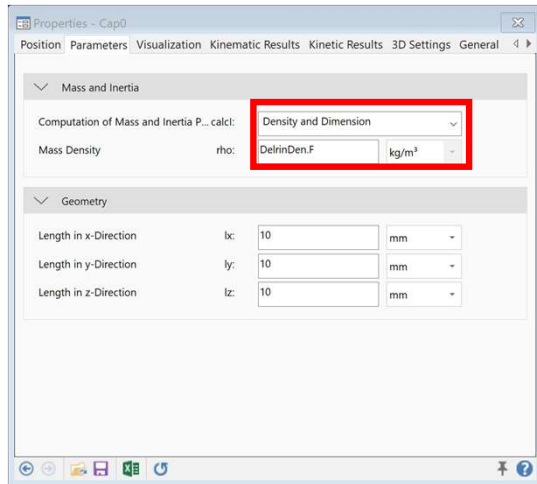 Properties - Cap0
Position Parameters Visualization Kinematic Results Kinetic Results 3D Settings General
Mass and Inertia
Computation of Mass and Inertia P... calcI: Density and Dimension
Mass Density rho: DelrinDen.F kg/m³
Geometry
Length in x-Direction lx: 10 mm
Length in y-Direction ly: 10 mm
Length in z-Direction lz: 10 mm